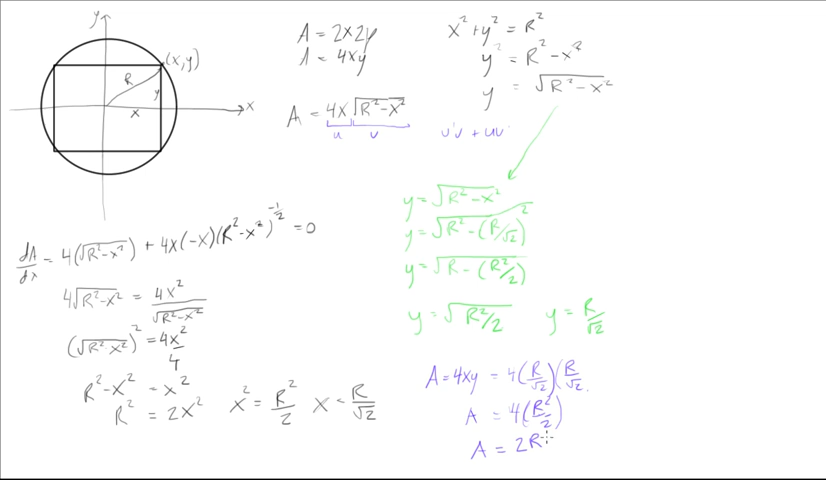 y
(x,y)
R
y
x
x
A = 2x2y
A = 4xy
A = 4x√(R²-x²)
u v u'v + uv'
x² + y² = R²
y² = R² - x²
y = √(R² - x²)
dA/dx = 4(√(R²-x²)) + 4x(-x)(R²-x²)^(-1/2) = 0
4√(R²-x²) = 4x²/√(R²-x²)
(√(R²-x²))² = 4x²/4
R² - x² = x²
R² = 2x² x² = R²/2 x = R/√2
y = √(R² - x²)
y = √(R² - (R/√2)²)
y = √(R - (R²/2))
y = √(R²/2) y = R/√2
A = 4xy = 4(R/√2)(R/√2
A = 4(R²/2)
A = 2R